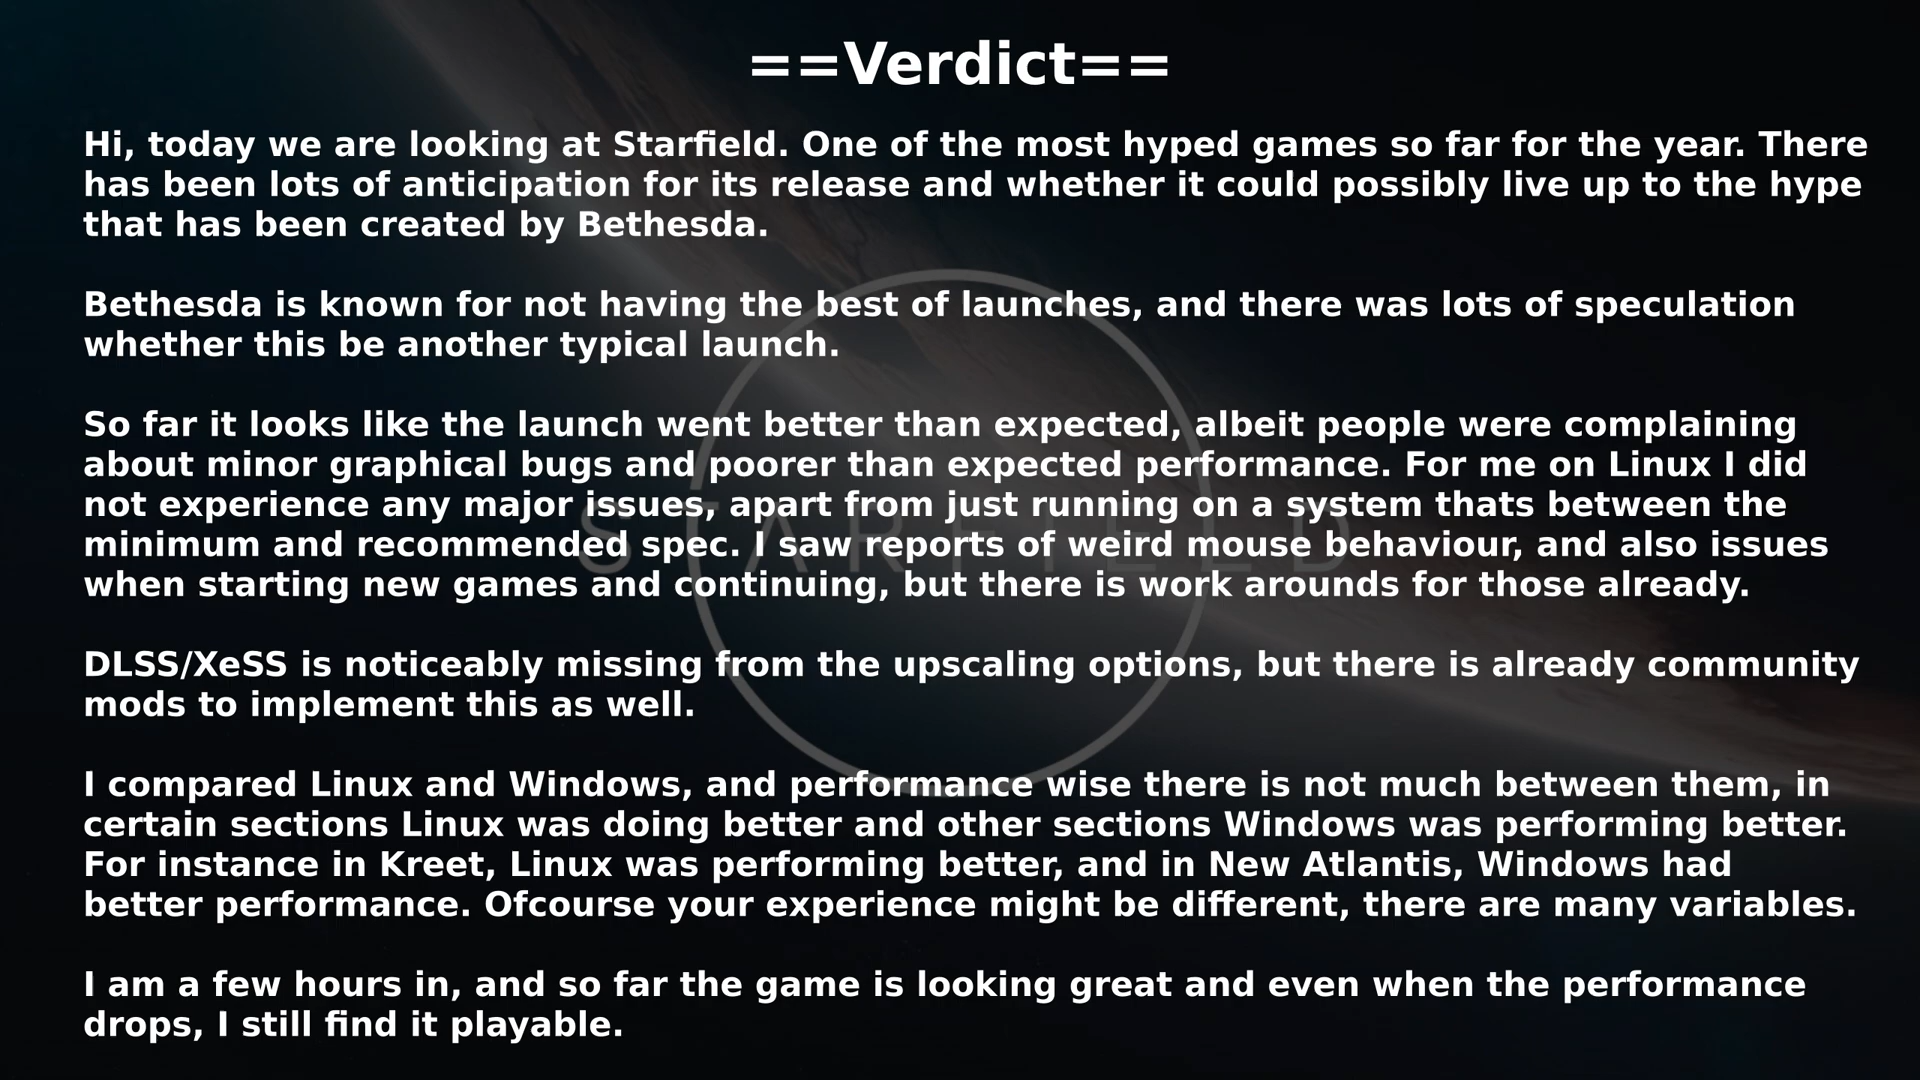 ==Verdict==
Hi, today we are looking at Starfield. One of the most hyped games so far for the year. There
has been lots of anticipation for its release and whether it could possibly live up to the hype
that has been created by Bethesda.
Bethesda is known for not having the best of launches, and there was lots of speculation
whether this be another typical launch.
So far it looks like the launch went better than expected, albeit people were complaining
about minor graphical bugs and poorer than expected performance. For me on Linux I did
not experience any major issues, apart from just running on a system thats between the
STARFIELD
minimum and recommended spec. I saw reports of weird mouse behaviour, and also issues
when starting new games and continuing, but there is work arounds for those already.
DLSS/XeSS is noticeably missing from the upscaling options, but there is already community
mods to implement this as well.
I compared Linux and Windows, and performance wise there is not much between them, in
certain sections Linux was doing better and other sections Windows was performing better.
For instance in Kreet, Linux was performing better, and in New Atlantis, Windows had
better performance. Ofcourse your experience might be different, there are many variables.
I am a few hours in, and so far the game is looking great and even when the performance
drops, I still find it playable.